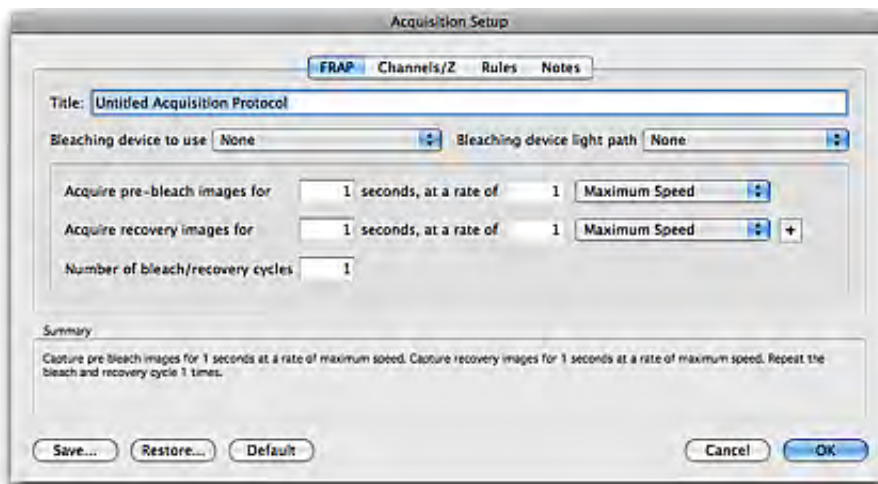 Acquisition Setup
FRAP Channels/Z Rules Notes
Title: Untitled Acquisition Protocol
Bleaching device to use None Bleaching device light path None
Acquire pre-bleach images for 1 seconds, at a rate of 1 Maximum Speed
Acquire recovery images for 1 seconds, at a rate of 1 Maximum Speed +
Number of bleach/recovery cycles 1
Summary
Capture pre bleach images for 1 seconds at a rate of maximum speed. Capture recovery images for 1 seconds at a rate of maximum speed. Repeat the
bleach and recovery cycle 1 times.
Save... Restore... Default Cancel OK